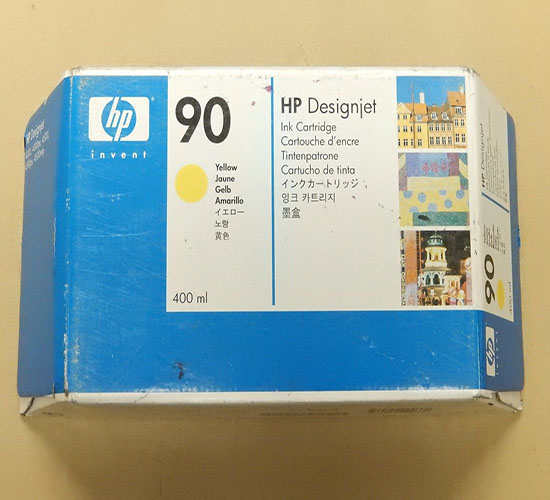 HP Designjet
hp
invent
90
Yellow
Jaune
Gelb
Amarillo
イエロー
노랑
黄色
400 ml
HP Designjet
Ink Cartridge
Cartouche d'encre
Tintenpatrone
Cartucho de tinta
インクカートリッジ
잉크 카트리지
墨盒
HP Designjet
90